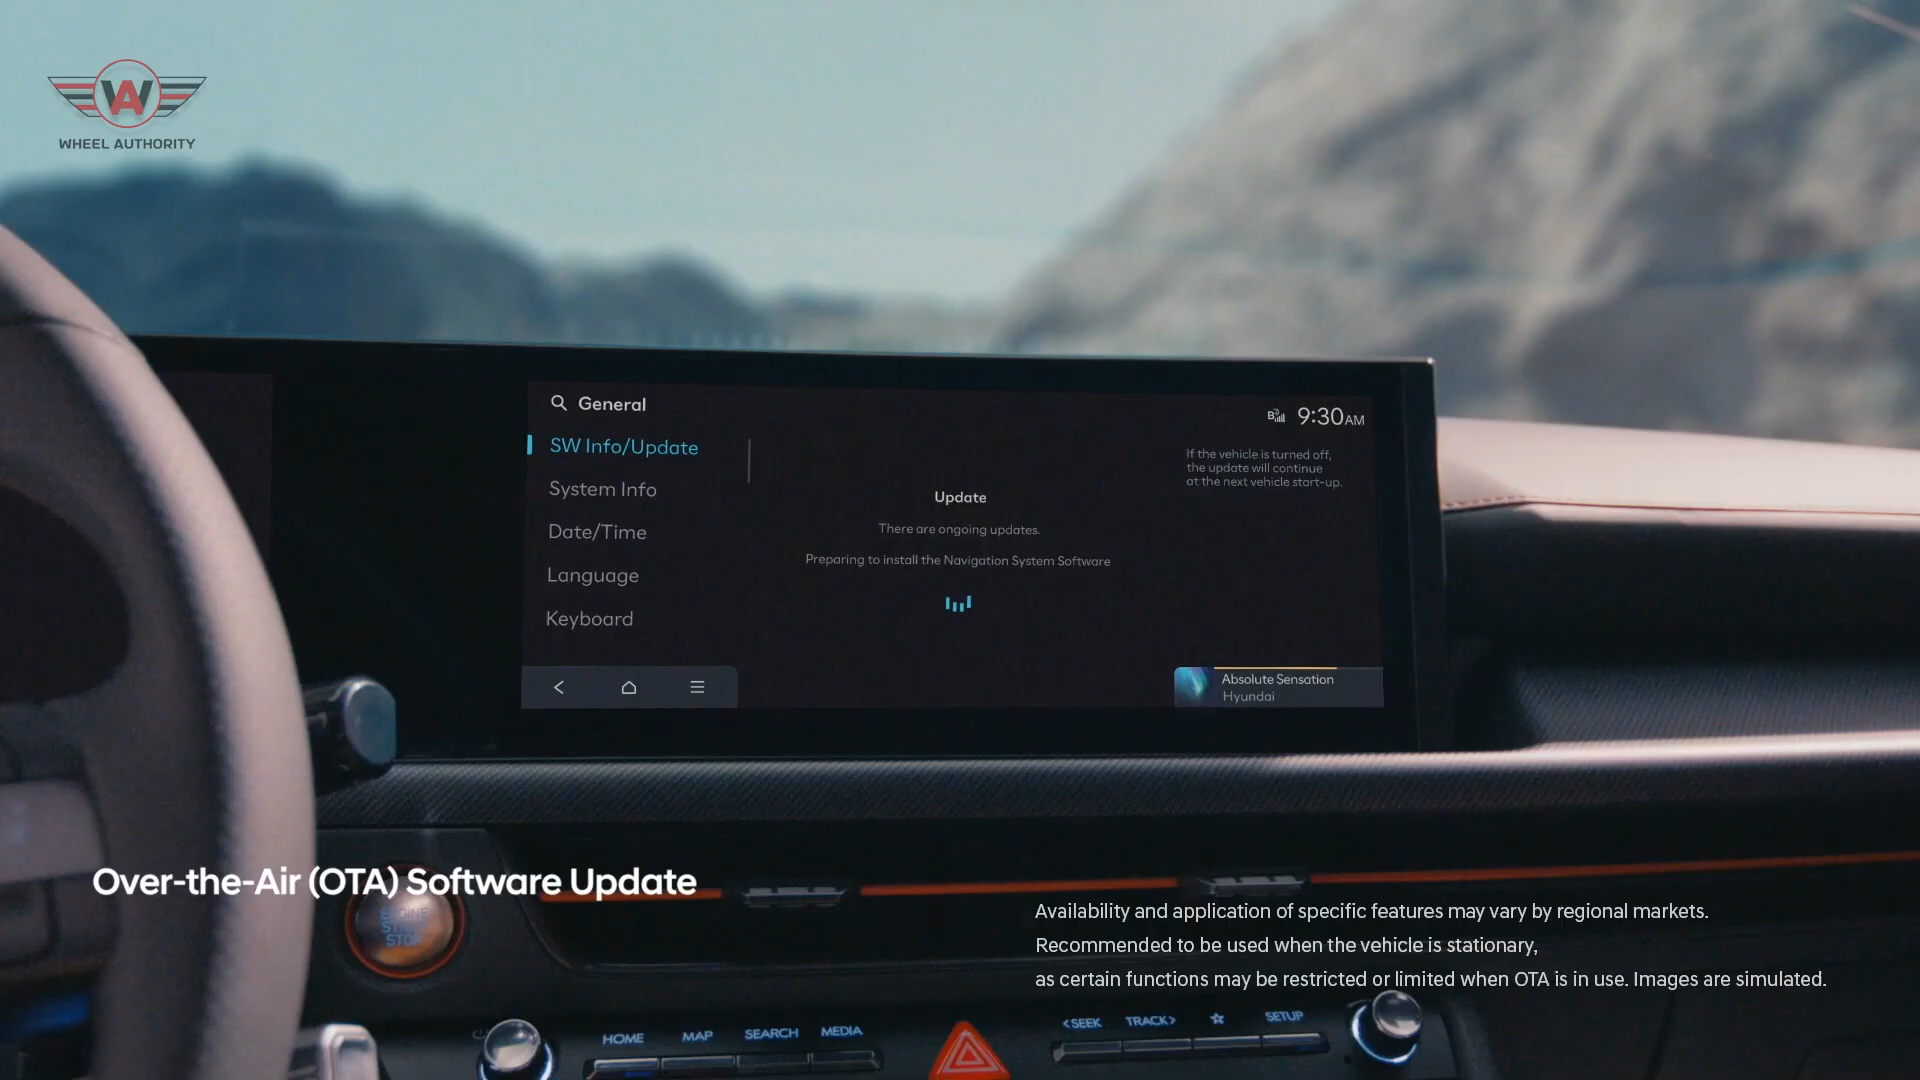 WA
WHEEL AUTHORITY
General
9:30AM
SW Info/Update
System Info
Date/Time
Language
Keyboard
If the vehicle is turned off,
the update will continue
at the next vehicle start-up.
Update
There are ongoing updates.
Preparing to install the Navigation System Software
Absolute Sensation
Hyundai
Over-the-Air (OTA) Software Update
ENGINE
START
STOP
Availability and application of specific features may vary by regional markets.
Recommended to be used when the vehicle is stationary,
as certain functions may be restricted or limited when OTA is in use. Images are simulated.
HOME
MAP
SEARCH
MEDIA
<SEEK
TRACK>
SETUP